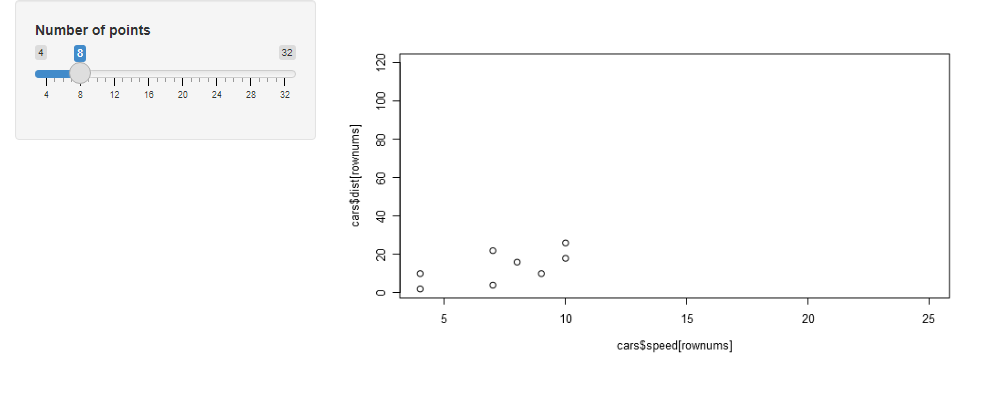 Number of points
4 8 32
4 8 12 16 20 24 28 32
120
100
80
60
40
20
0
cars$dist[rownums]
5 10 15 20 25
cars$speed[rownums]